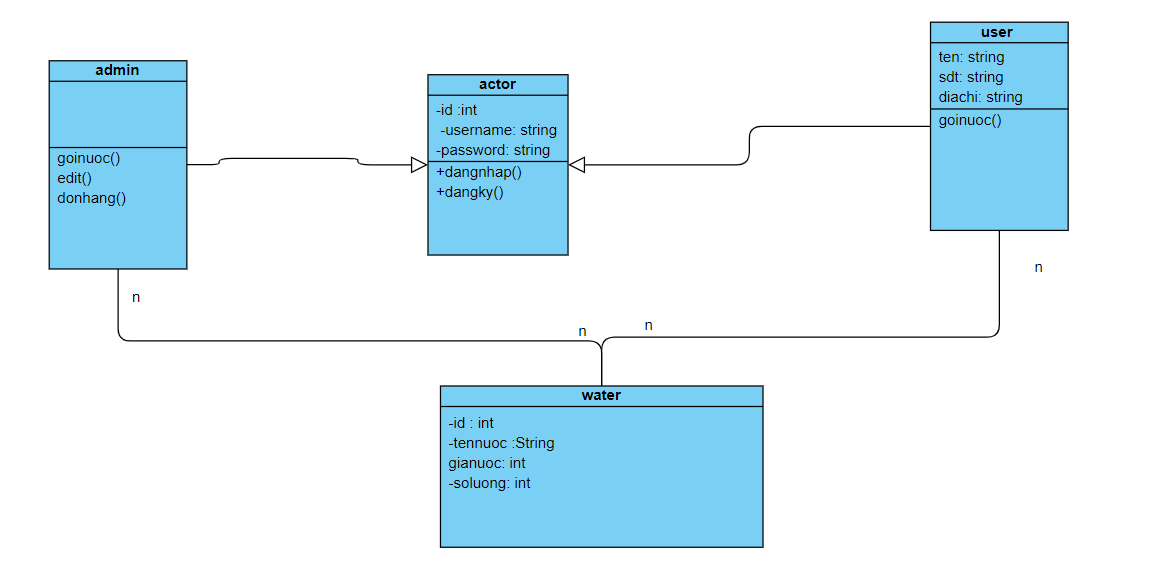 admin
goinuoc()
edit()
donhang()
actor
-id :int
-username: string
-password: string
+dangnhap()
+dangky()
user
ten: string
sdt: string
diachi: string
goinuoc()
n
n
n
n
water
-id : int
-tennuoc :String
gianuoc: int
-soluong: int